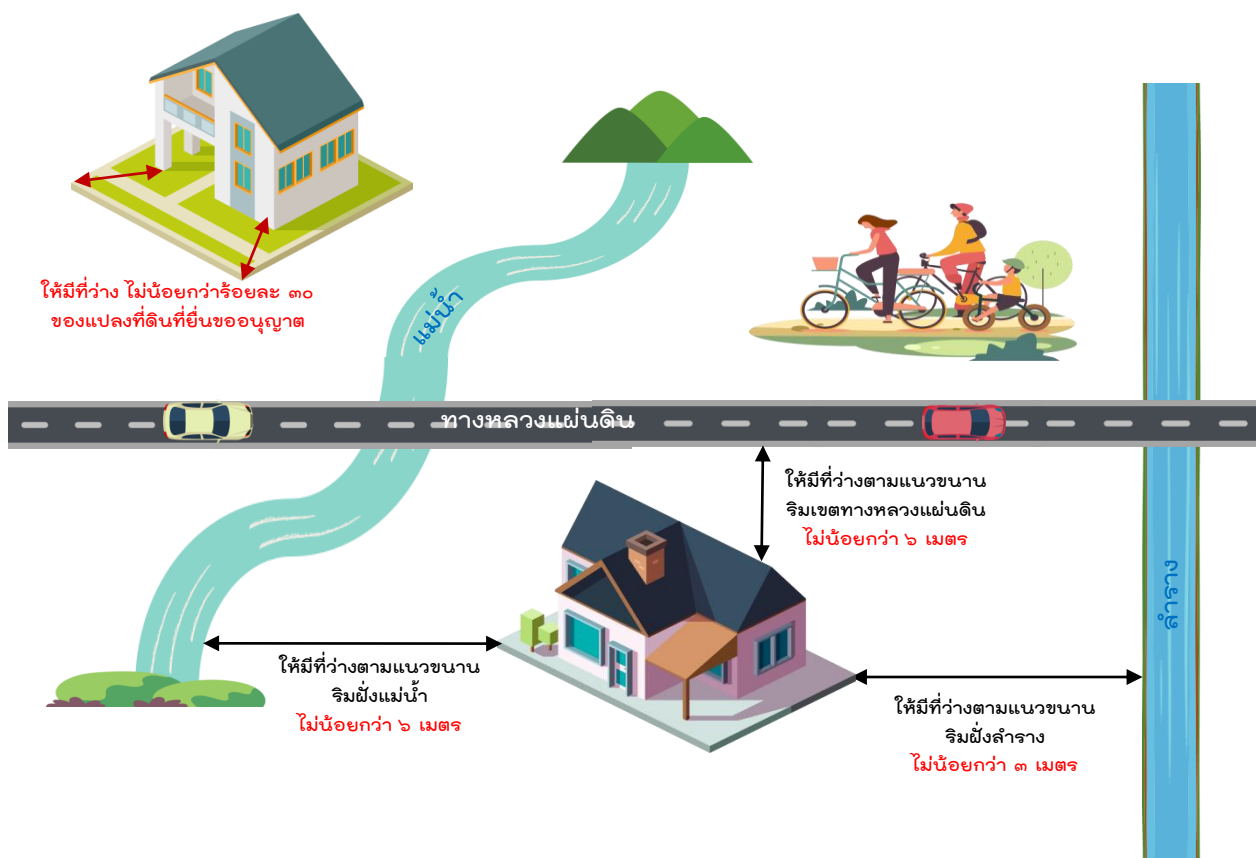 ให้มีที่ว่าง ไม่น้อยกว่าร้อยละ ๓๐
ของแปลงที่ดินที่ยื่นขออนุญาต
แม่น้ำ
ทางหลวงแผ่นดิน
ให้มีที่ว่างตามแนวขนาน
ริมเขตทางหลวงแผ่นดิน
ไม่น้อยกว่า ๖ เมตร
ลำราง
ให้มีที่ว่างตามแนวขนาน
ริมฝั่งแม่น้ำ
ไม่น้อยกว่า ๖ เมตร
ให้มีที่ว่างตามแนวขนาน
ริมฝั่งลำราง
ไม่น้อยกว่า ๓ เมตร